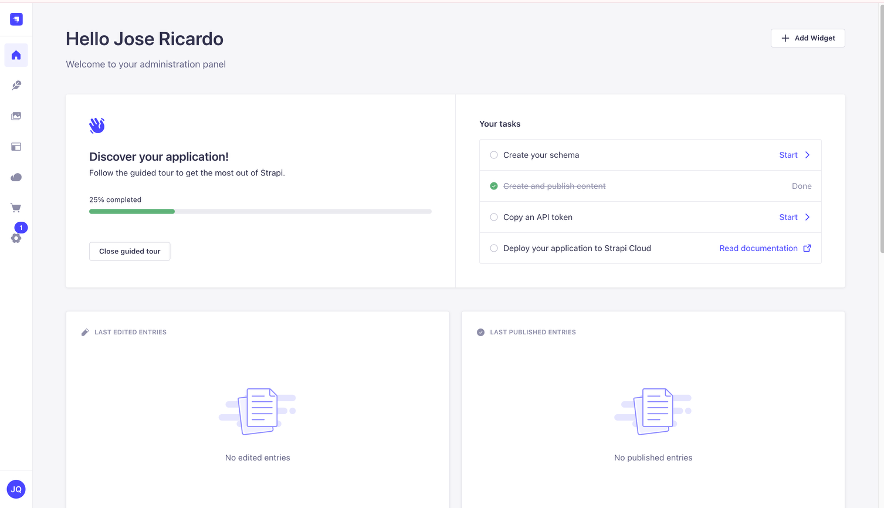 Hello Jose Ricardo
Add Widget
Welcome to your administration panel
Discover your application!
Follow the guided tour to get the most out of Strapi.
25% completed
Close guided tour
Your tasks
Create your schema
Start
Create and publish content
Done
Copy an API token
Start
Deploy your application to Strapi Cloud
Read documentation
1
LAST EDITED ENTRIES
No edited entries
LAST PUBLISHED ENTRIES
No published entries
JQ